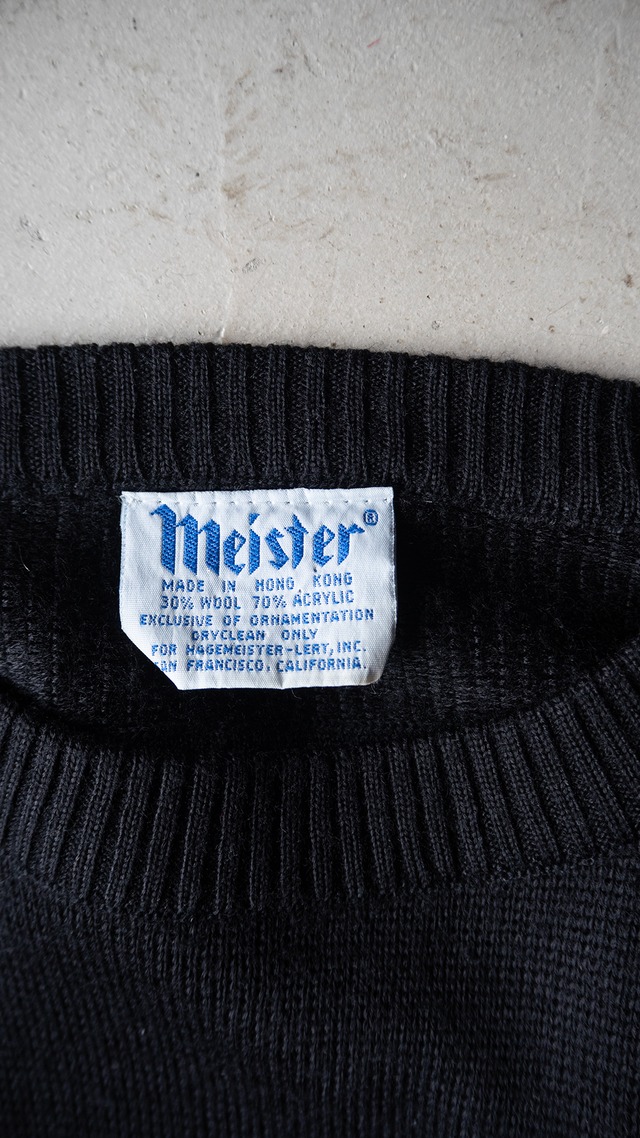 Meister®
MADE IN HONG KONG
30% WOOL 70% ACRYLIC
EXCLUSIVE OF ORNAMENTATION
DRYCLEAN ONLY
FOR HAGEMEISTER-LERT, INC.
SAN FRANCISCO, CALIFORNIA.